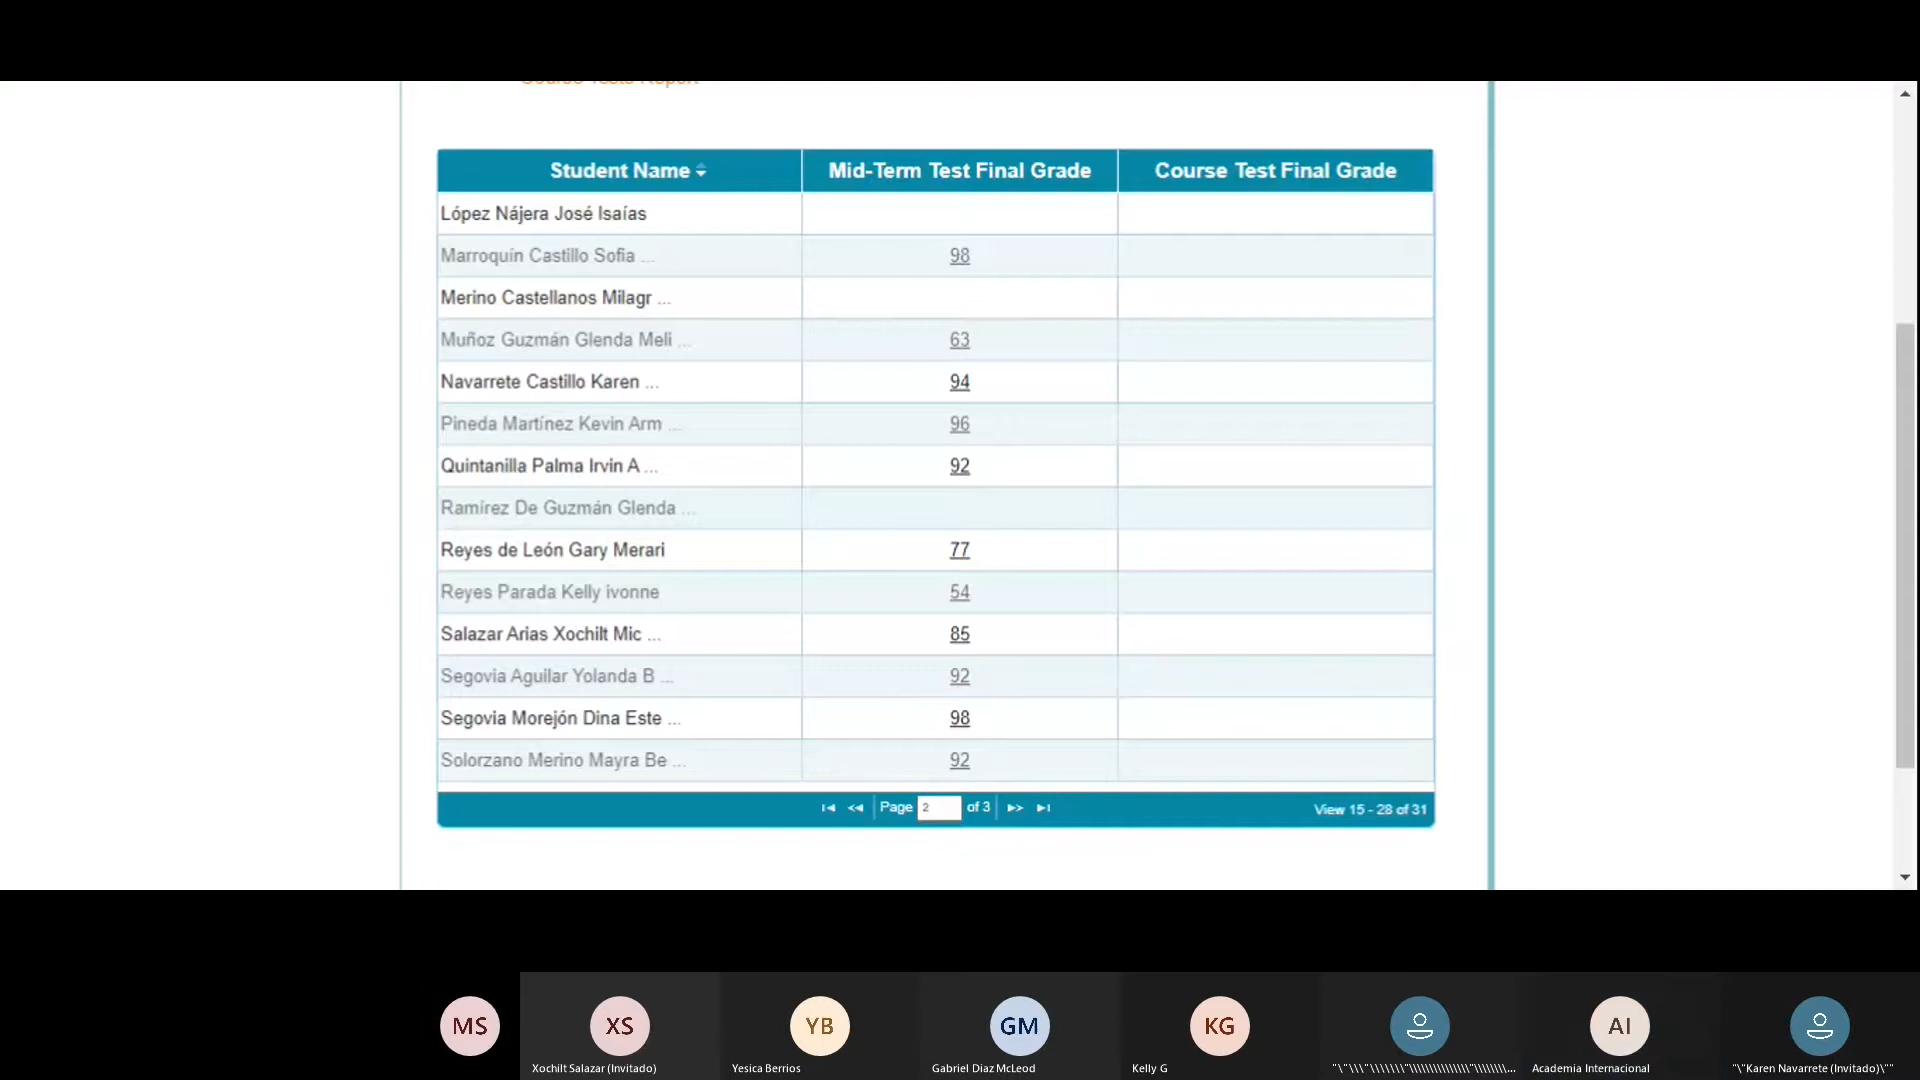 Course Tests Report
Student Name Mid-Term Test Final Grade Course Test Final Grade
López Nájera José Isaías
Marroquín Castillo Sofia ... 98
Merino Castellanos Milagr ...
Muñoz Guzmán Glenda Meli ... 63
Navarrete Castillo Karen ... 94
Pineda Martínez Kevin Arm ... 96
Quintanilla Palma Irvin A ... 92
Ramírez De Guzmán Glenda ...
Reyes de León Gary Merari 77
Reyes Parada Kelly ivonne 54
Salazar Arias Xochilt Mic ... 85
Segovia Aguilar Yolanda B ... 92
Segovia Morejón Dina Este ... 98
Solorzano Merino Mayra Be ... 92
Page 2 of 3 View 15 - 28 of 31
MS XS YB GM KG AI
Xochilt Salazar (Invitado) Yesica Berrios Gabriel Diaz McLeod Kelly G Academia Internacional "\"Karen Navarrete (Invitado)\""